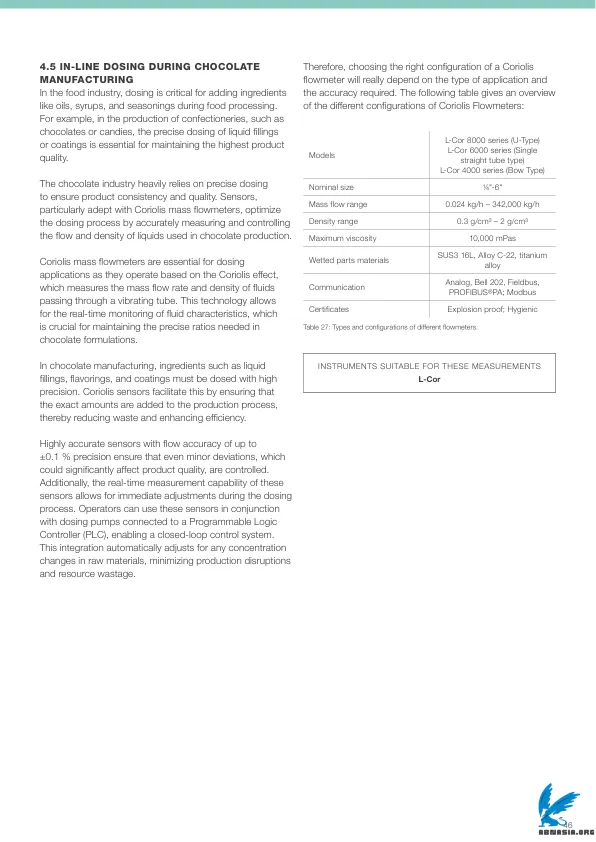 4.5 IN-LINE DOSING DURING CHOCOLATE
MANUFACTURING
In the food industry, dosing is critical for adding ingredients
like oils, syrups, and seasonings during food processing.
For example, in the production of confectioneries, such as
chocolates or candies, the precise dosing of liquid fillings
or coatings is essential for maintaining the highest product
quality.
The chocolate industry heavily relies on precise dosing
to ensure product consistency and quality. Sensors,
particularly adept with Coriolis mass flowmeters, optimize
the dosing process by accurately measuring and controlling
the flow and density of liquids used in chocolate production.
Coriolis mass flowmeters are essential for dosing
applications as they operate based on the Coriolis effect,
which measures the mass flow rate and density of fluids
passing through a vibrating tube. This technology allows
for the real-time monitoring of fluid characteristics, which
is crucial for maintaining the precise ratios needed in
chocolate formulations.
In chocolate manufacturing, ingredients such as liquid
fillings, flavorings, and coatings must be dosed with high
precision. Coriolis sensors facilitate this by ensuring that
the exact amounts are added to the production process,
thereby reducing waste and enhancing efficiency.
Highly accurate sensors with flow accuracy of up to
±0.1 % precision ensure that even minor deviations, which
could significantly affect product quality, are controlled.
Additionally, the real-time measurement capability of these
sensors allows for immediate adjustments during the dosing
process. Operators can use these sensors in conjunction
with dosing pumps connected to a Programmable Logic
Controller (PLC), enabling a closed-loop control system.
This integration automatically adjusts for any concentration
changes in raw materials, minimizing production disruptions
and resource wastage.
Therefore, choosing the right configuration of a Coriolis
flowmeter will really depend on the type of application and
the accuracy required. The following table gives an overview
of the different configurations of Coriolis Flowmeters:
Models
L-Cor 8000 series (U-Type)
L-Cor 6000 series (Single
straight tube type)
L-Cor 4000 series (Bow Type)
Nominal size ⅛"-6"
Mass flow range 0.024 kg/h – 342,000 kg/h
Density range 0.3 g/cm³ – 2 g/cm³
Maximum viscosity 10,000 mPas
Wetted parts materials SUS3 16L, Alloy C-22, titanium
alloy
Communication Analog, Bell 202, Fieldbus,
PROFIBUS®PA; Modbus
Certificates Explosion proof; Hygienic
Table 27: Types and configurations of different flowmeters.
INSTRUMENTS SUITABLE FOR THESE MEASUREMENTS
L-Cor
46
ABNASIA.ORG